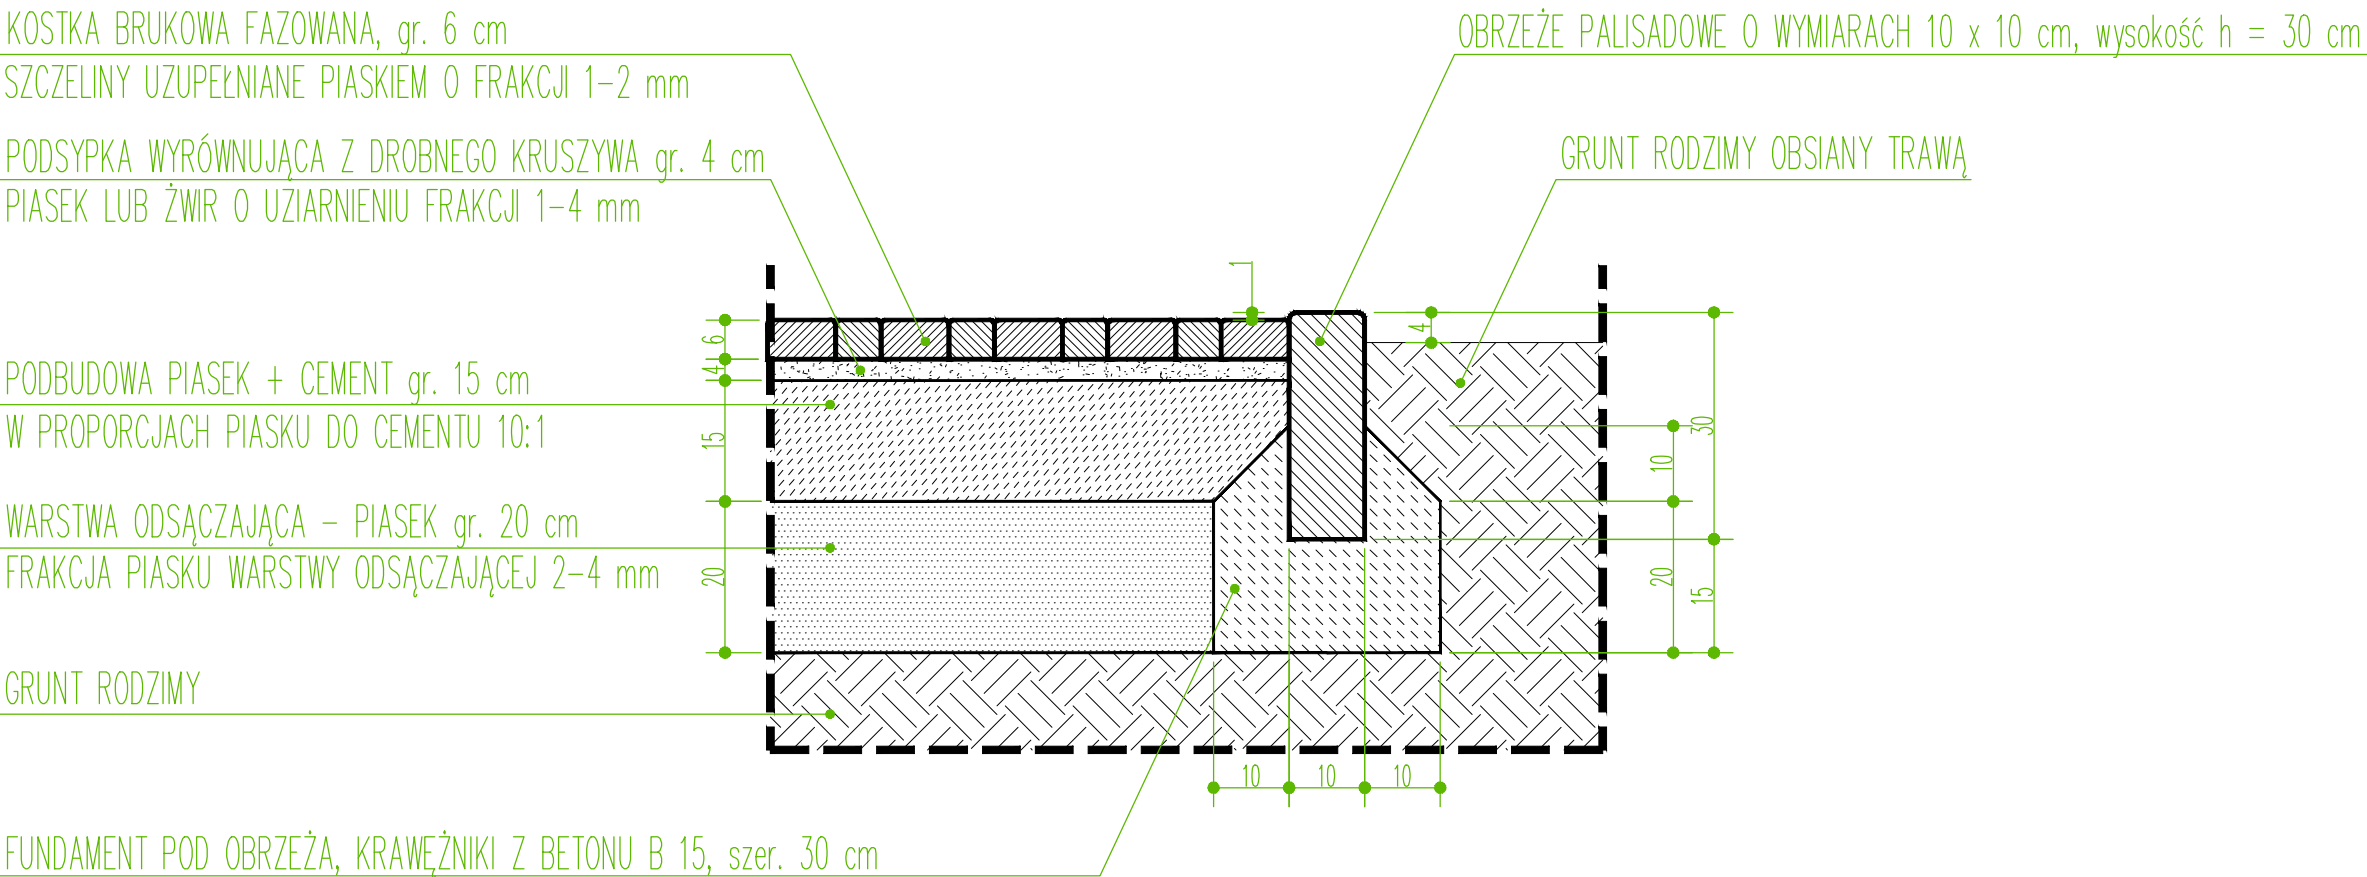 KOSTKA BRUKOWA FAZOWANA, gr. 6 cm
SZCZELINY UZUPEŁNIANE PIASKIEM O FRAKCJI 1-2 mm
PODSYPKA WYRÓWNUJĄCA Z DROBNEGO KRUSZYWA gr. 4 cm
PIASEK LUB ŻWIR O UZIARNIENIU FRAKCJI 1-4 mm
OBRZEŻE PALISADOWE O WYMIARACH 10 x 10 cm, wysokość h = 30 cm
GRUNT RODZIMY OBSIANY TRAWĄ
PODBUDOWA PIASEK + CEMENT gr. 15 cm
W PROPORCJACH PIASKU DO CEMENTU 10:1
WARSTWA ODSĄCZAJĄCA - PIASEK gr. 20 cm
FRAKCJA PIASKU WARSTWY ODSĄCZAJĄCEJ 2-4 mm
GRUNT RODZIMY
FUNDAMENT POD OBRZEŻA, KRAWĘŻNIKI Z BETONU B 15, szer. 30 cm
6
4
15
20
1
4
30
10
20
15
10 10 10